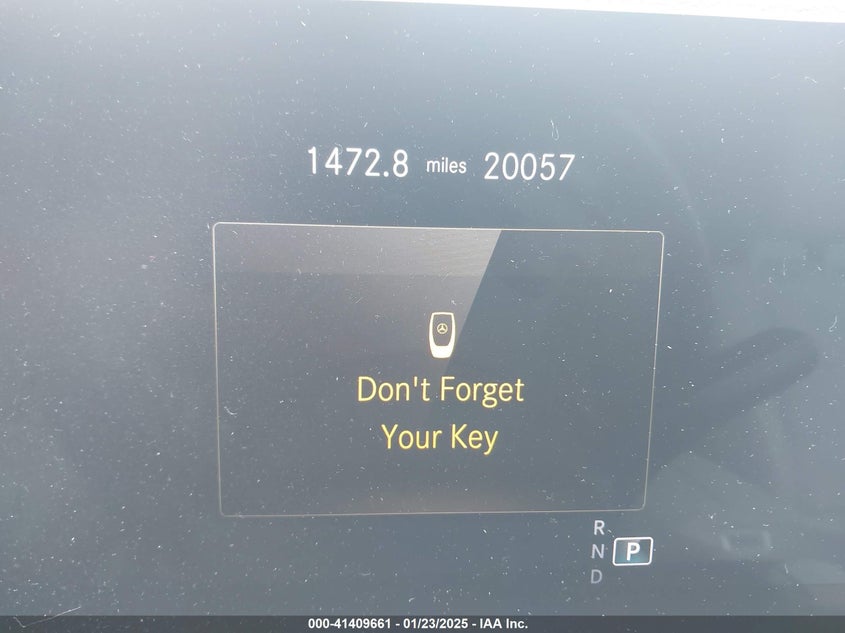 1472.8 miles 20057
Don't Forget
Your Key
R
N P
D
000-41409661 - 01/23/2025 - IAA Inc.